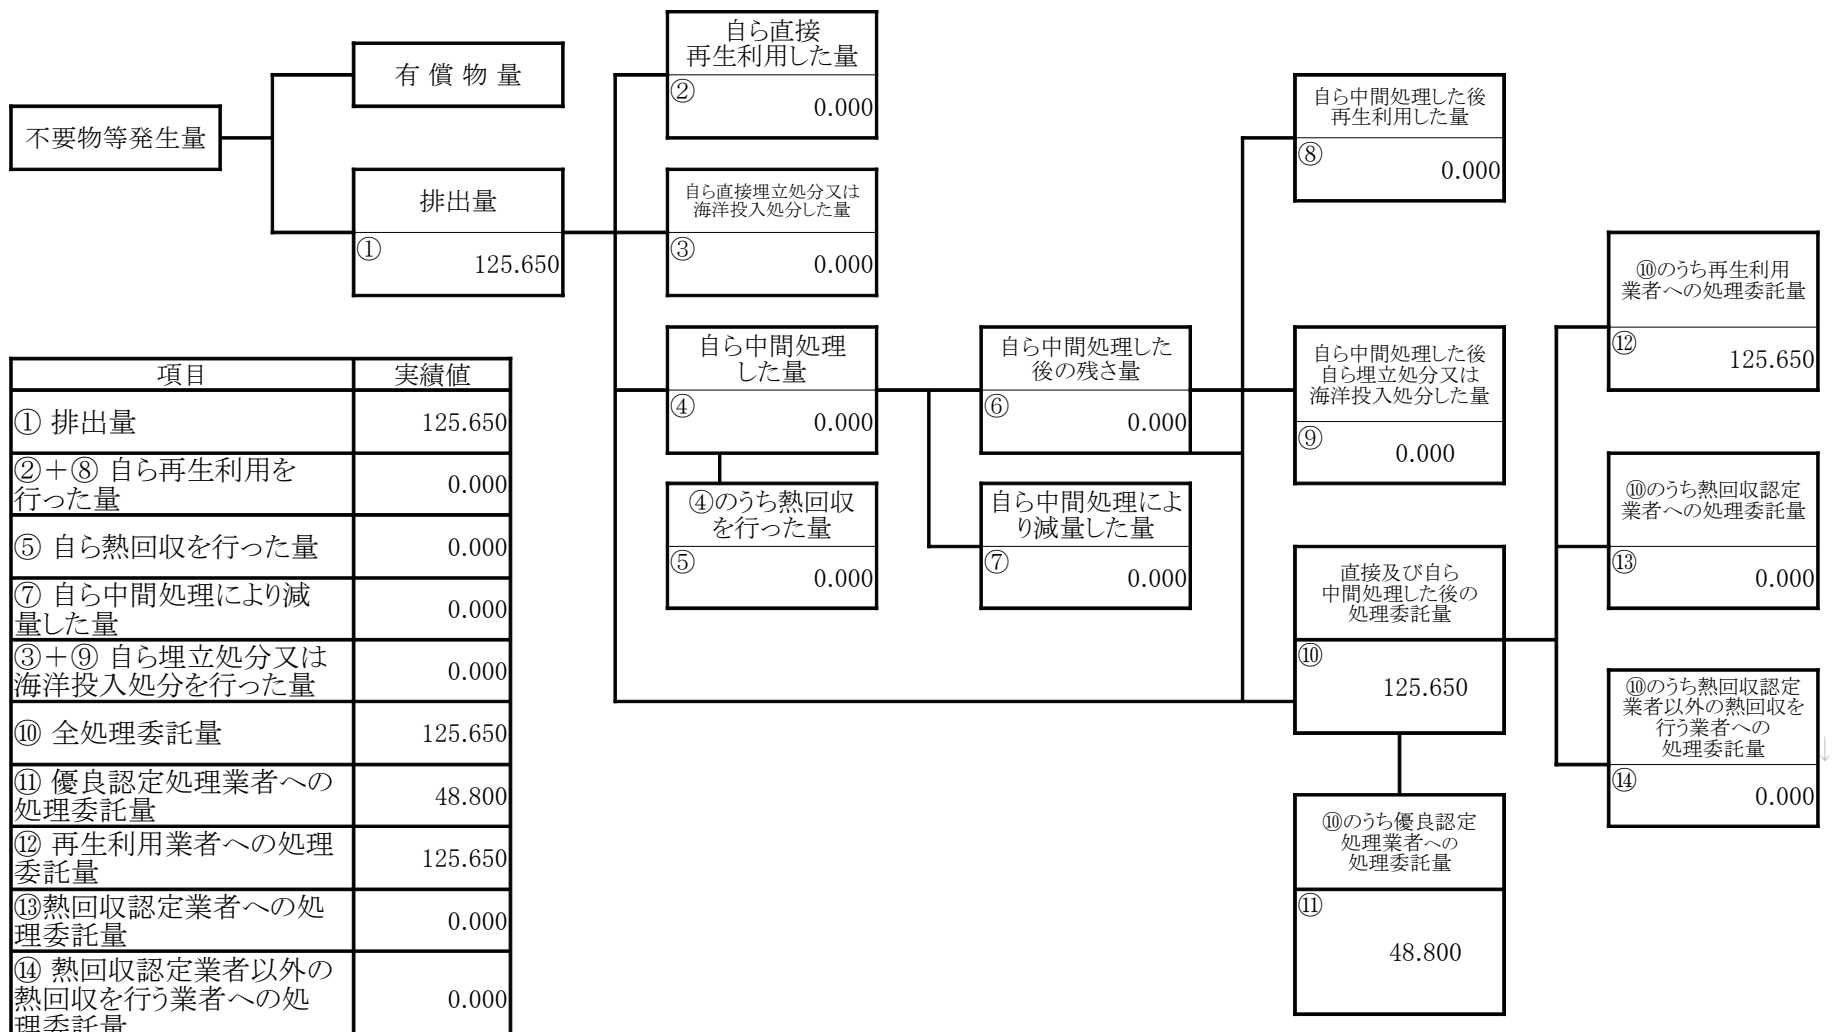 自ら直接
再生利用した量
②
0.000
有 償 物 量
不要物等発生量
自ら中間処理した後
再生利用した量
⑧
0.000
排出量
①
125.650
自ら直接埋立処分又は
海洋投入処分した量
③
0.000
⑩のうち再生利用
業者への処理委託量
⑫
125.650
自ら中間処理
した量
④
0.000
自ら中間処理した
後の残さ量
⑥
0.000
自ら中間処理した後
自ら埋立処分又は
海洋投入処分した量
⑨
0.000
④のうち熱回収
を行った量
⑤
0.000
自ら中間処理によ
り減量した量
⑦
0.000
⑩のうち熱回収認定
業者への処理委託量
⑬
0.000
直接及び自ら
中間処理した後の
処理委託量
⑩
125.650
⑩のうち熱回収認定
業者以外の熱回収を
行う業者への
処理委託量
⑭
0.000
↓
⑩のうち優良認定
処理業者への
処理委託量
⑪
48.800
項目 実績値
① 排出量 125.650
②+⑧ 自ら再生利用を
行った量 0.000
⑤ 自ら熱回収を行った量 0.000
⑦ 自ら中間処理により減
量した量 0.000
③+⑨ 自ら埋立処分又は
海洋投入処分を行った量 0.000
⑩ 全処理委託量 125.650
⑪ 優良認定処理業者への
処理委託量 48.800
⑫ 再生利用業者への処理
委託量 125.650
⑬熱回収認定業者への処
理委託量 0.000
⑭ 熱回収認定業者以外の
熱回収を行う業者への処
理委託量 0.000